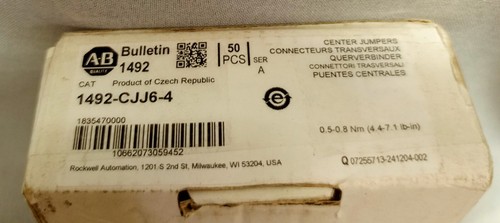 AB
QUALITY
Bulletin
1492
50
PCS
SER
A
CENTER JUMPERS
CONNECTEURS TRANSVERSAUX
QUERVERBINDER
CONNETTORI TRASVERSALI
PUENTES CENTRALES
CAT
Product of Czech Republic
1492-CJJ6-4
1835470000
10662073059452
e
0.5-0.8 Nm (4.4-7.1 lb-in)
Rockwell Automation, 1201-S 2nd St, Milwaukee, WI 53204, USA
Q 07255713-241204-002